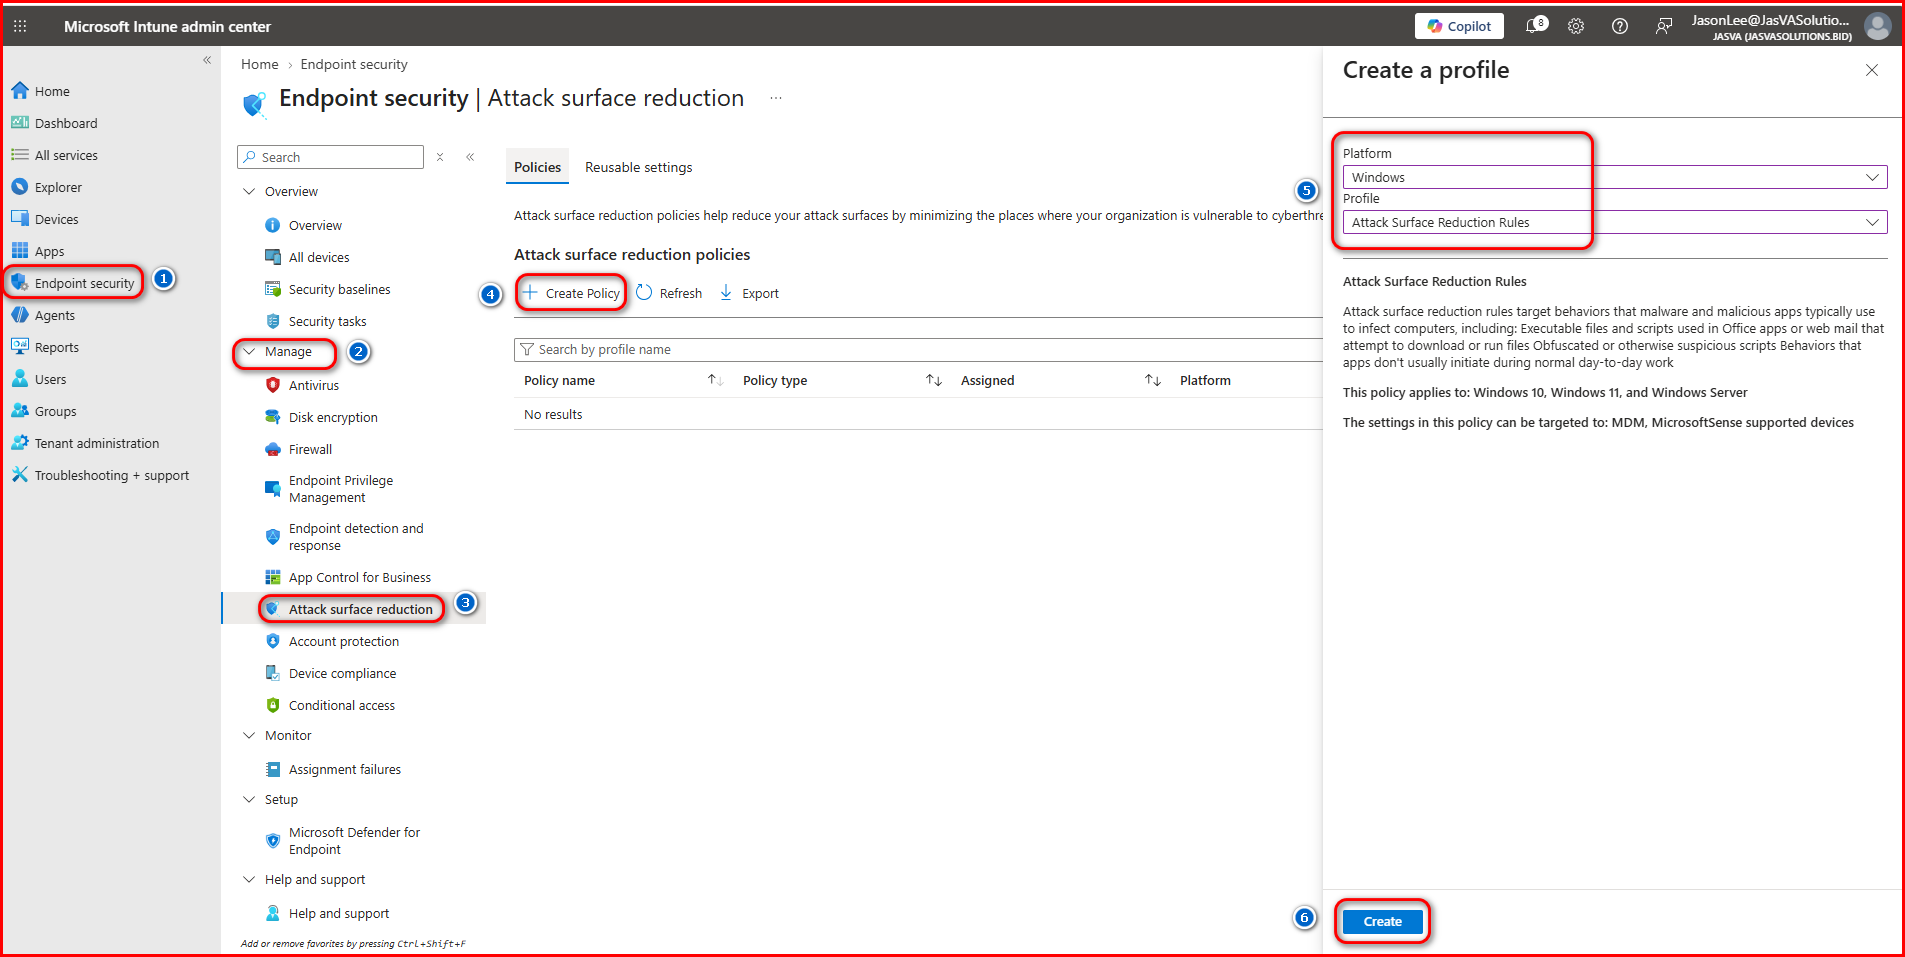 Microsoft Intune admin center
Copilot
8
JasonLee@JasVASolutio...
JASVA (JASVASOLUTIONS.BID)
«
Home
Dashboard
All services
Explorer
Devices
Apps
Endpoint security
1
Agents
Reports
Users
Groups
Tenant administration
Troubleshooting + support
Home > Endpoint security
Endpoint security | Attack surface reduction ...
Search
«
Overview
Overview
All devices
Security baselines
Security tasks
Manage
2
Antivirus
Disk encryption
Firewall
Endpoint Privilege
Management
Endpoint detection and
response
App Control for Business
Attack surface reduction
3
Account protection
Device compliance
Conditional access
Monitor
Assignment failures
Setup
Microsoft Defender for
Endpoint
Help and support
Help and support
Add or remove favorites by pressing Ctrl+Shift+F
Policies
Reusable settings
Attack surface reduction policies help reduce your attack surfaces by minimizing the places where your organization is vulnerable to cyberthre
Attack surface reduction policies
4
Create Policy
Refresh
Export
Search by profile name
Policy name
Policy type
Assigned
Platform
No results
Create a profile
5
Platform
Windows
Profile
Attack Surface Reduction Rules
Attack Surface Reduction Rules
Attack surface reduction rules target behaviors that malware and malicious apps typically use
to infect computers, including: Executable files and scripts used in Office apps or web mail that
attempt to download or run files Obfuscated or otherwise suspicious scripts Behaviors that
apps don't usually initiate during normal day-to-day work
This policy applies to: Windows 10, Windows 11, and Windows Server
The settings in this policy can be targeted to: MDM, MicrosoftSense supported devices
6
Create